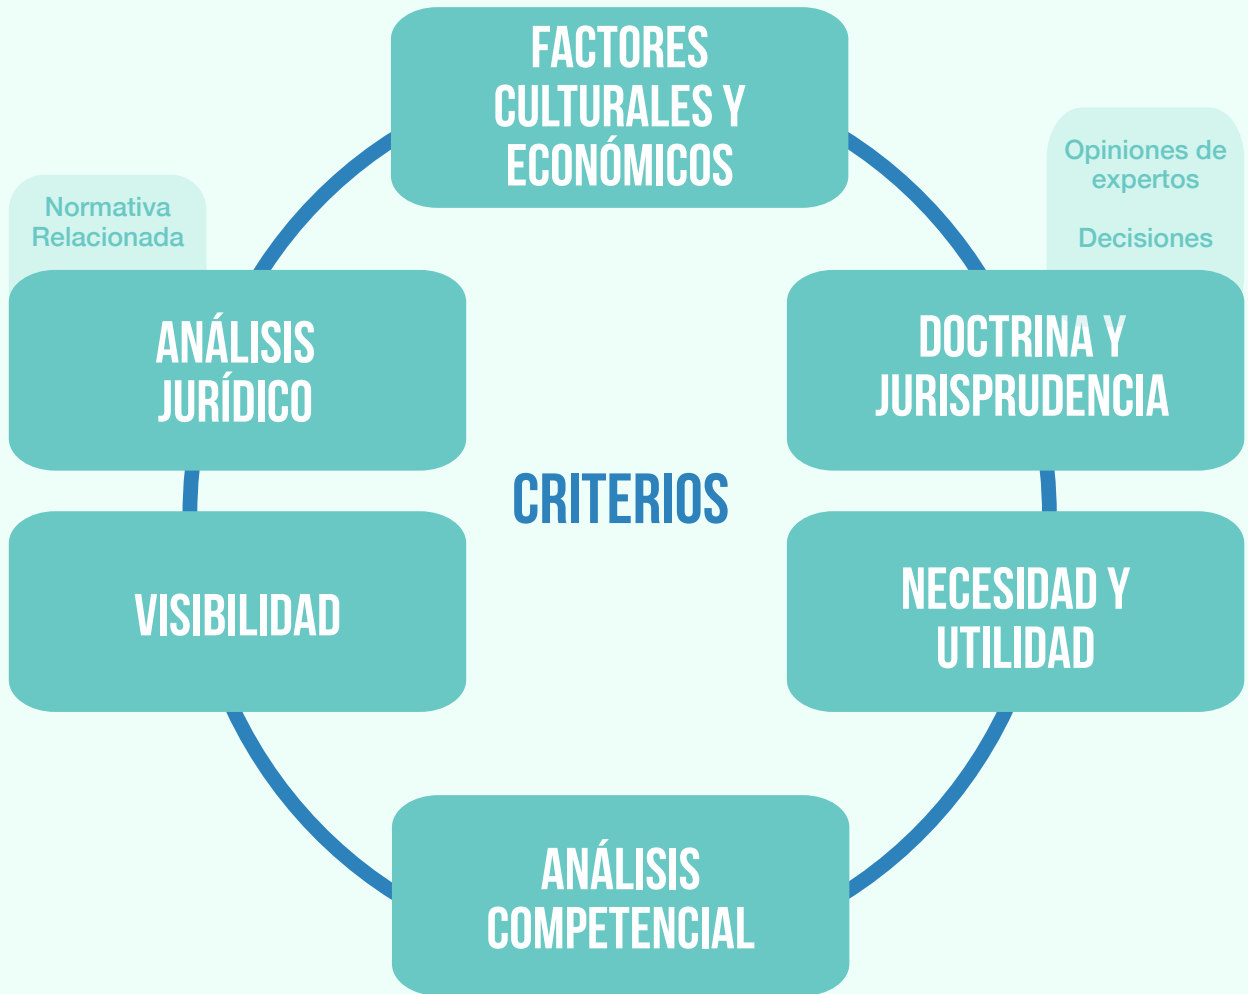 FACTORES
CULTURALES Y
ECONÓMICOS
Opiniones de
expertos
Decisiones
Normativa
Relacionada
ANÁLISIS
JURÍDICO
DOCTRINA Y
JURISPRUDENCIA
CRITERIOS
VISIBILIDAD
NECESIDAD Y
UTILIDAD
ANÁLISIS
COMPETENCIAL